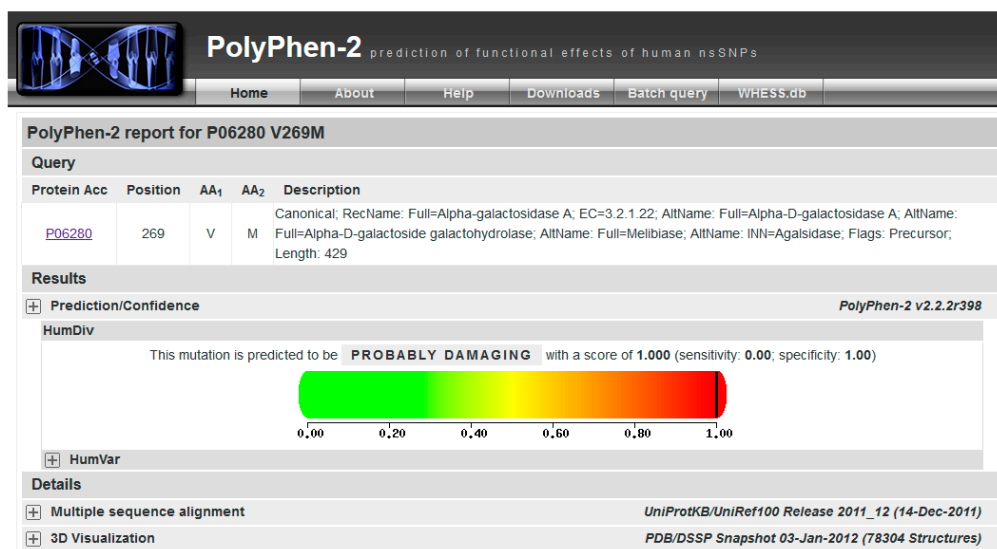 PolyPhen-2 prediction of functional effects of human nsSNPs
Home About Help Downloads Batch query WHESS.db
PolyPhen-2 report for P06280 V269M
Query
Protein Acc Position AA1 AA2 Description
Canonical; RecName: Full=Alpha-galactosidase A; EC=3.2.1.22; AltName: Full=Alpha-D-galactosidase A; AltName:
P06280 269 V M Full=Alpha-D-galactoside galactohydrolase; AltName: Full=Melibiase; AltName: INN=Agalsidase; Flags: Precursor;
Length: 429
Results
Prediction/Confidence PolyPhen-2 v2.2.2r398
HumDiv
This mutation is predicted to be PROBABLY DAMAGING with a score of 1.000 (sensitivity: 0.00; specificity: 1.00)
0.00 0.20 0.40 0.60 0.80 1.00
HumVar
Details
Multiple sequence alignment UniProtKB/UniRef100 Release 2011_12 (14-Dec-2011)
3D Visualization PDB/DSSP Snapshot 03-Jan-2012 (78304 Structures)